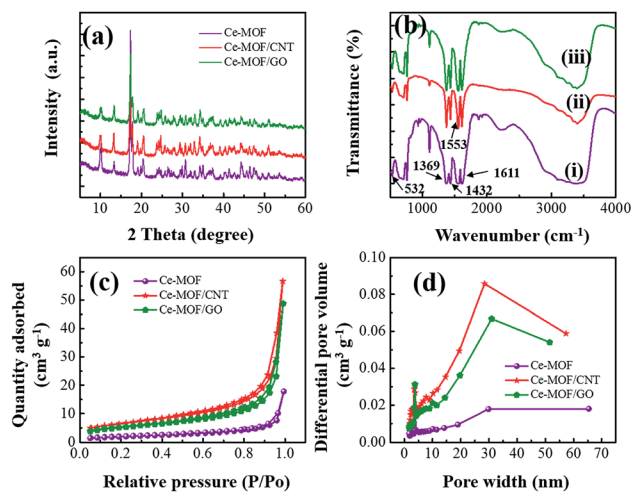 (a)
Ce-MOF
Ce-MOF/CNT
Ce-MOF/GO
Intensity (a.u.)
10 20 30 40 50 60
2 Theta (degree)
(b)
(iii)
(ii)
(i)
1553
1369
1611
532
1432
Transmittance (%)
1000 2000 3000 4000
Wavenumber (cm-1)
(c)
Ce-MOF
Ce-MOF/CNT
Ce-MOF/GO
Quantity adsorbed
(cm3 g-1)
60
50
40
30
20
10
0
0.0 0.2 0.4 0.6 0.8 1.0
Relative pressure (P/Po)
(d)
Ce-MOF
Ce-MOF/CNT
Ce-MOF/GO
Differential pore volume
(cm3 g-1)
0.10
0.08
0.06
0.04
0.02
0.00
0 10 20 30 40 50 60 70
Pore width (nm)